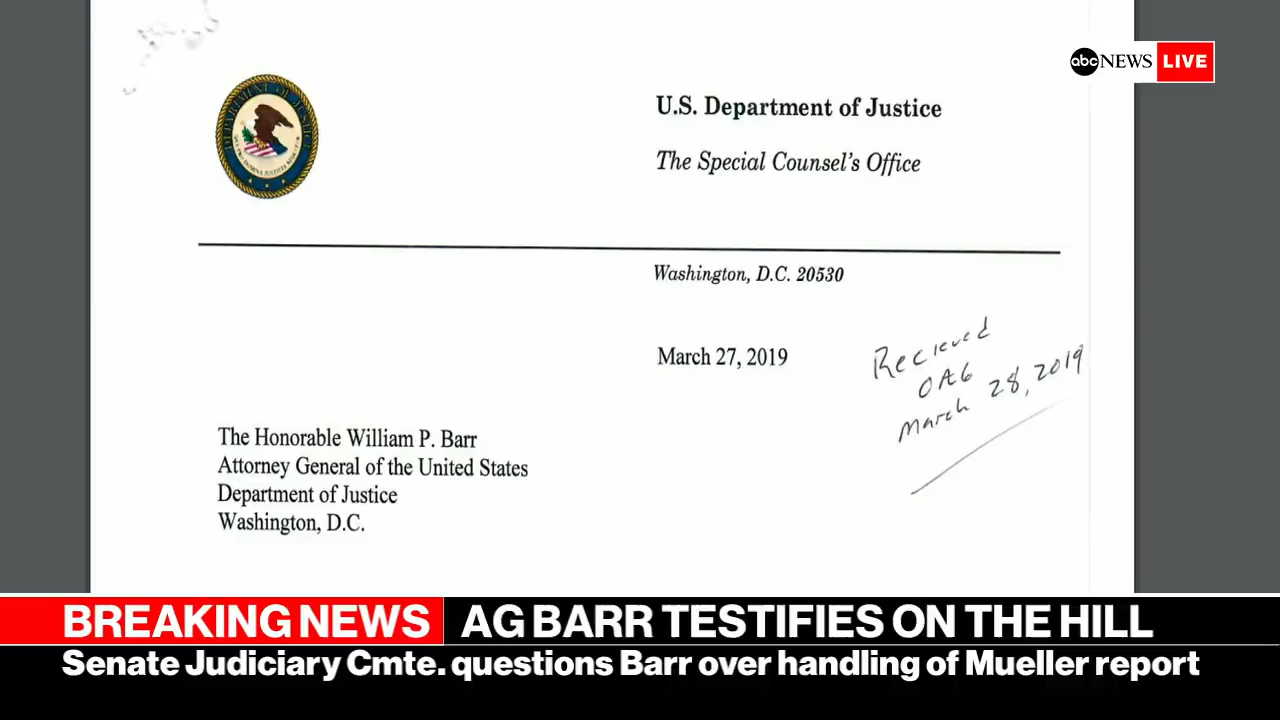 abc NEWS LIVE
U.S. Department of Justice
The Special Counsel's Office
Washington, D.C. 20530
March 27, 2019
Recieved
OAG
March 28, 2019
The Honorable William P. Barr
Attorney General of the United States
Department of Justice
Washington, D.C.
BREAKING NEWS AG BARR TESTIFIES ON THE HILL
Senate Judiciary Cmte. questions Barr over handling of Mueller report